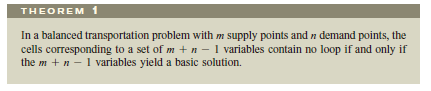 THEOREM 1
In a balanced transportation problem with m supply points and n demand points, the
cells corresponding to a set of m + n − 1 variables contain no loop if and only if
the m + n − 1 variables yield a basic solution.